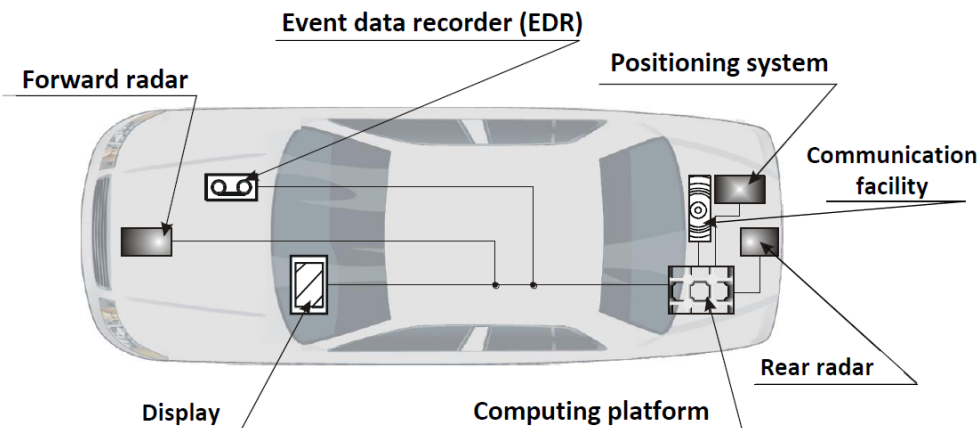 Event data recorder (EDR)
Forward radar
Positioning system
Communication
facility
Rear radar
Display
Computing platform